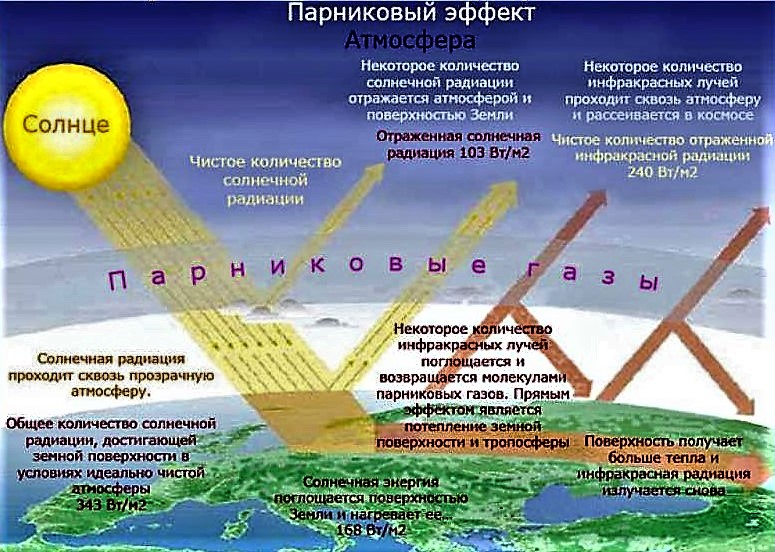 Парниковый эффект
Атмосфера
Некоторое количество
солнечной радиации
отражается атмосферой и
поверхностью Земли
Отраженная солнечная
радиация 103 Вт/м2
Некоторое количество
инфракрасных лучей
проходит сквозь атмосферу
и рассеивается в космосе
Чистое количество отраженной
инфракрасной радиации
240 Вт/м2
Солнце
Чистое количество
солнечной
радиации
Парниковые газы
Солнечная радиация
проходит сквозь прозрачную
атмосферу.
Общее количество солнечной
радиации, достигающей
земной поверхности в
условиях идеально чистой
атмосферы
343 Вт/м2
Некоторое количество
инфракрасных лучей
поглощается и
возвращается молекулами
парниковых газов. Прямым
эффектом является
потепление земной
поверхности и тропосферы
Солнечная энергия
поглощается поверхностью
Земли и нагревает ее...
168 Вт/м2
Поверхность получает
больше тепла и
инфракрасная радиация
излучается снова